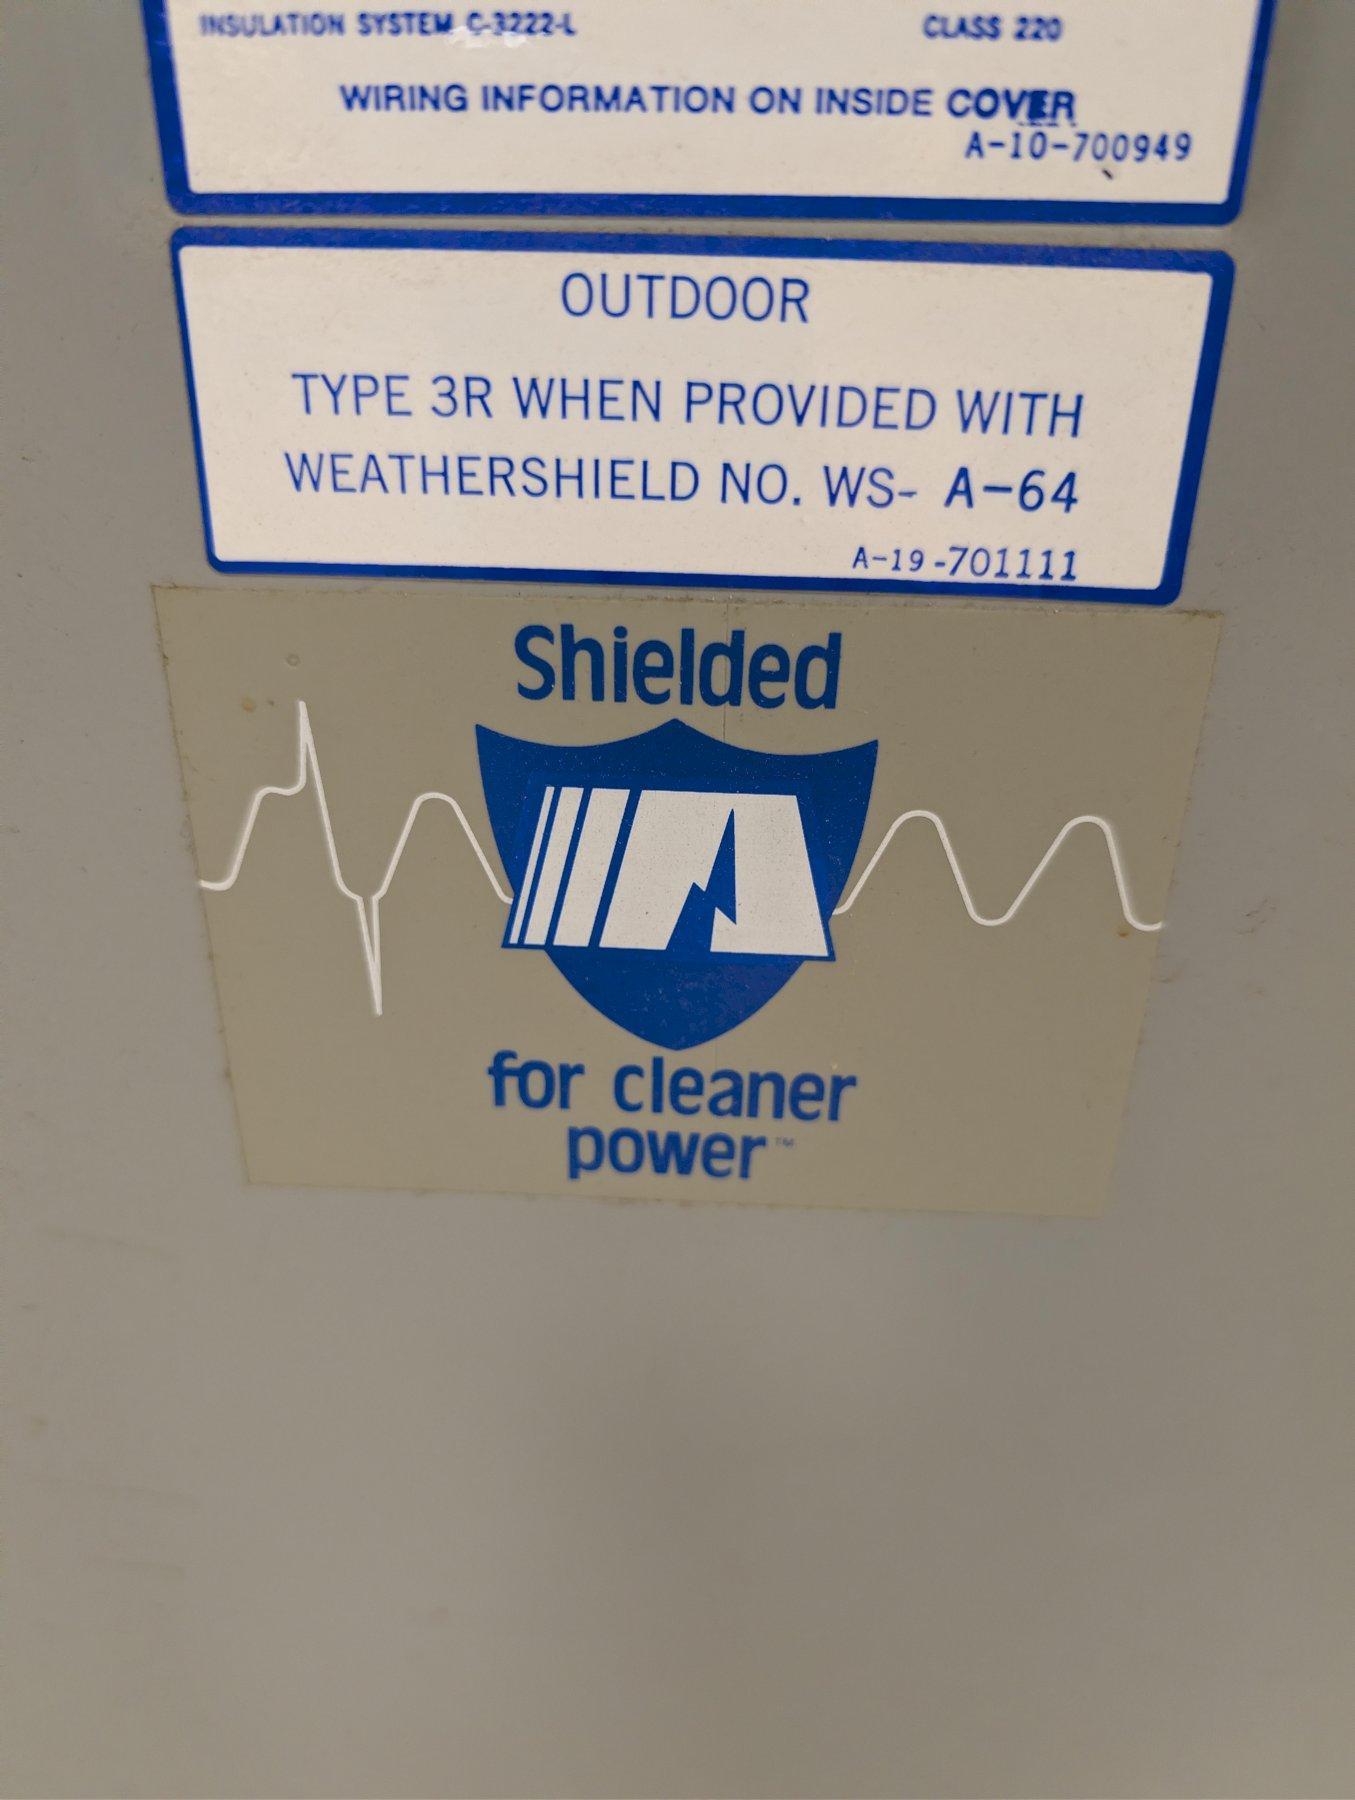 INSULATION SYSTEM C-3222-L CLASS 220
WIRING INFORMATION ON INSIDE COVER
A-10-700949
OUTDOOR
TYPE 3R WHEN PROVIDED WITH
WEATHERSHIELD NO. WS- A-64
A-19-701111
Shielded
for cleaner
power™